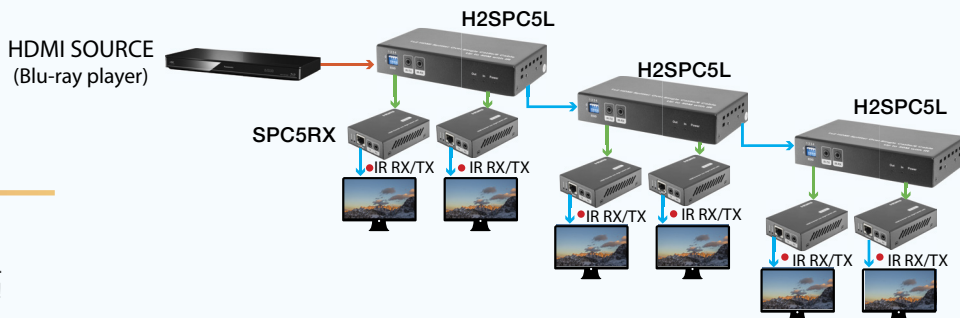 H2SPC5L
HDMI SOURCE
(Blu-ray player)
H2SPC5L
H2SPC5L
SPC5RX
IR RX/TX
IR RX/TX
IR RX/TX
IR RX/TX
IR RX/TX
IR RX/TX